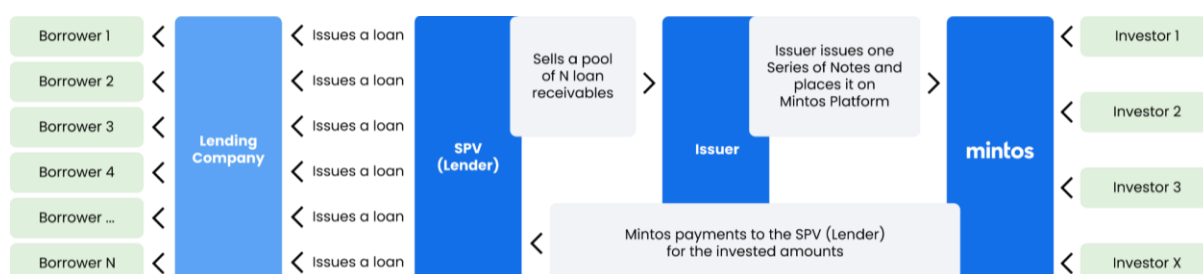 Borrower 1
Borrower 2
Borrower 3
Borrower 4
Borrower ...
Borrower N
Lending
Company
Issues a loan
Issues a loan
Issues a loan
Issues a loan
Issues a loan
Issues a loan
SPV
(Lender)
Sells a pool
of N loan
receivables
Issuer
Issuer issues one
Series of Notes and
places it on
Mintos Platform
Mintos payments to the SPV (Lender)
for the invested amounts
mintos
Investor 1
Investor 2
Investor 3
Investor X